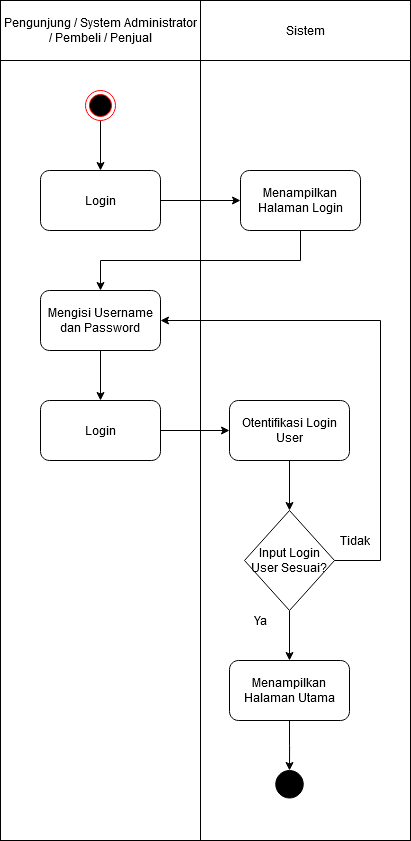 Pengunjung / System Administrator
/ Pembeli / Penjual
Sistem
Login
Menampilkan
Halaman Login
Mengisi Username
dan Password
Login
Otentifikasi Login
User
Input Login
User Sesuai?
Tidak
Ya
Menampilkan
Halaman Utama